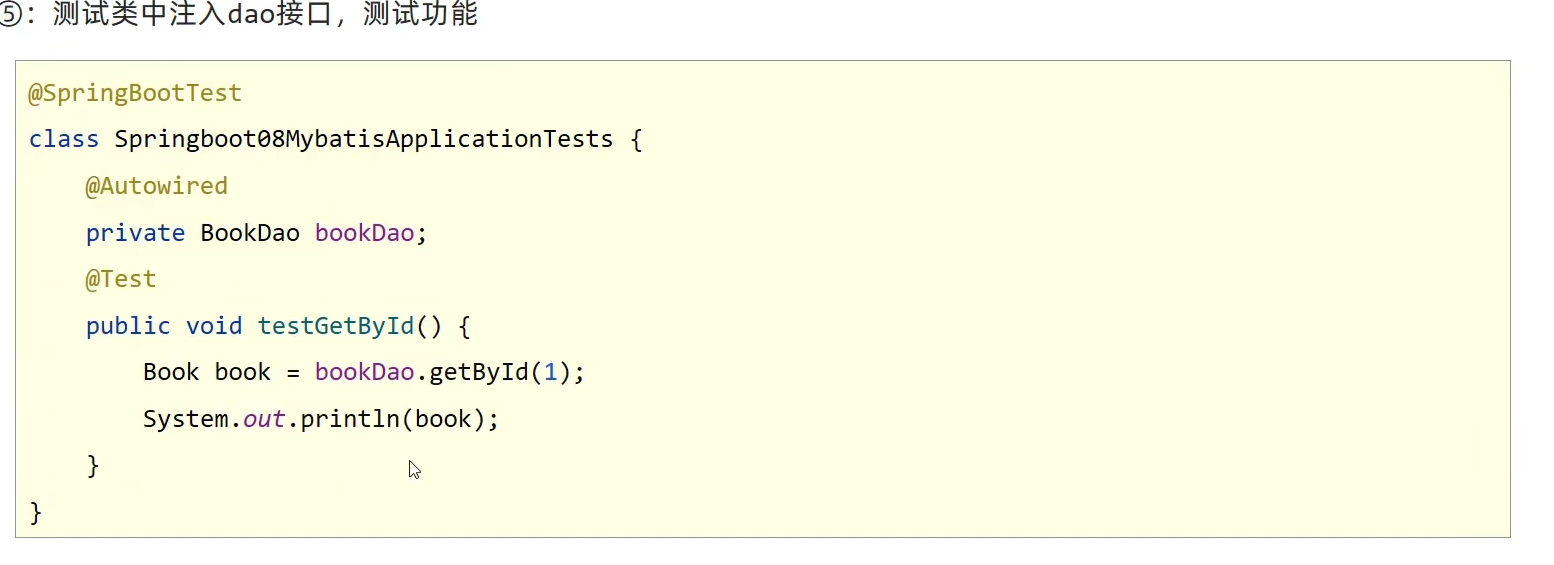 ⑤：测试类中注入dao接口，测试功能
@SpringBootTest
class Springboot08MybatisApplicationTests {
    @Autowired
    private BookDao bookDao;
    @Test
    public void testGetById() {
        Book book = bookDao.getById(1);
        System.out.println(book);
    }
}